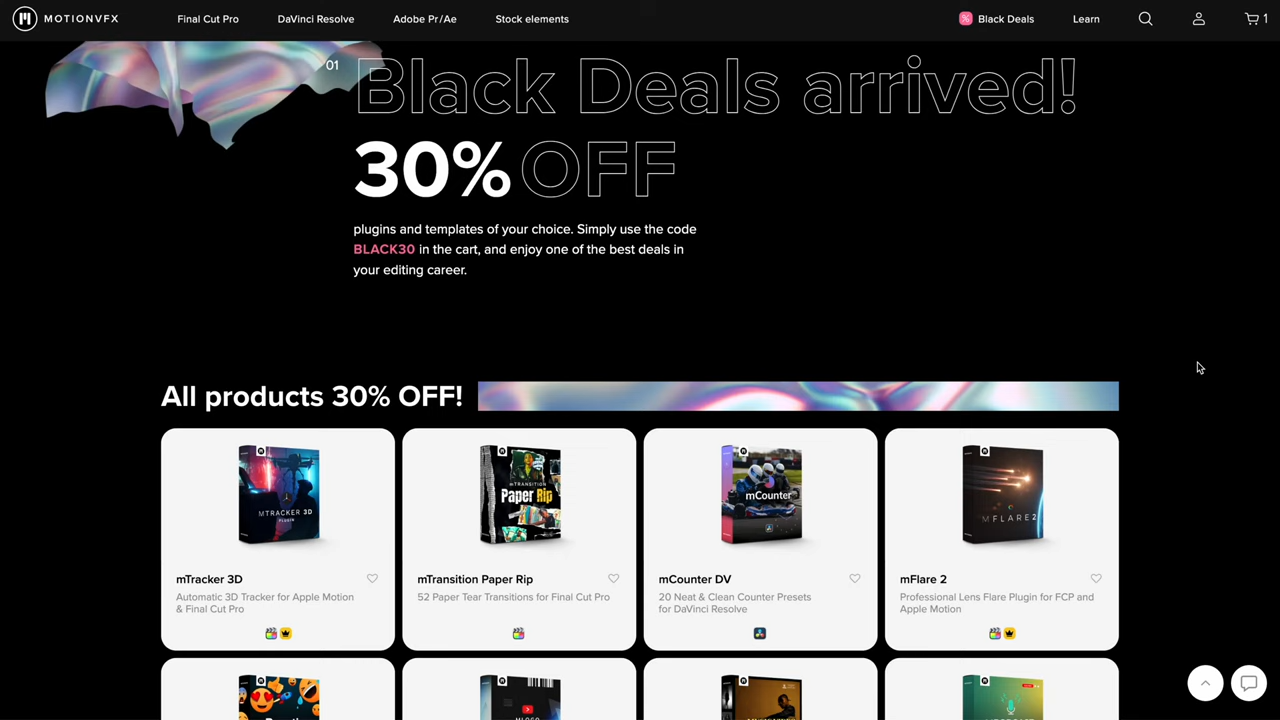 MOTIONVFX
Final Cut Pro
DaVinci Resolve
Adobe Pr/Ae
Stock elements
Black Deals
Learn
1
01
Black Deals arrived!
30% OFF
plugins and templates of your choice. Simply use the code
BLACK30 in the cart, and enjoy one of the best deals in
your editing career.
All products 30% OFF!
MTRACKER 3D
PLUGIN
mTRANSITION
Paper Rip
mCounter
MFLARE2
mTracker 3D
Automatic 3D Tracker for Apple Motion
& Final Cut Pro
mTransition Paper Rip
52 Paper Tear Transitions for Final Cut Pro
mCounter DV
20 Neat & Clean Counter Presets
for DaVinci Resolve
mFlare 2
Professional Lens Flare Plugin for FCP and
Apple Motion